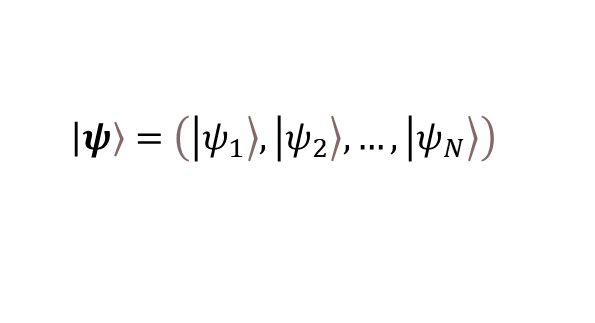 |𝝍⟩ = (|ψ₁⟩, |ψ₂⟩, … , |ψ_N⟩)